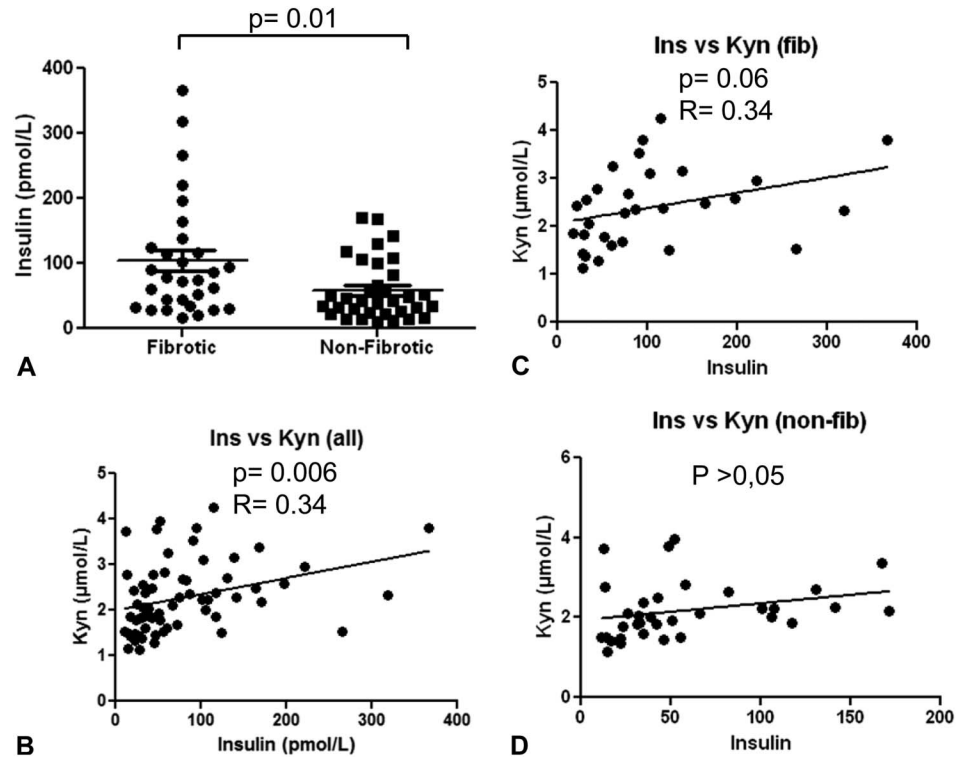 p= 0.01
400
300
200
100
0
Insulin (pmol/L)
Fibrotic
Non-Fibrotic
A
Ins vs Kyn (all)
p= 0.006
R= 0.34
5
4
3
2
1
0
Kyn (µmol/L)
0
100
200
300
400
Insulin (pmol/L)
B
Ins vs Kyn (fib)
p= 0.06
R= 0.34
5
4
3
2
1
0
Kyn (µmol/L)
0
100
200
300
400
Insulin
C
Ins vs Kyn (non-fib)
P >0,05
6
4
2
0
Kyn (µmol/L)
0
50
100
150
200
Insulin
D